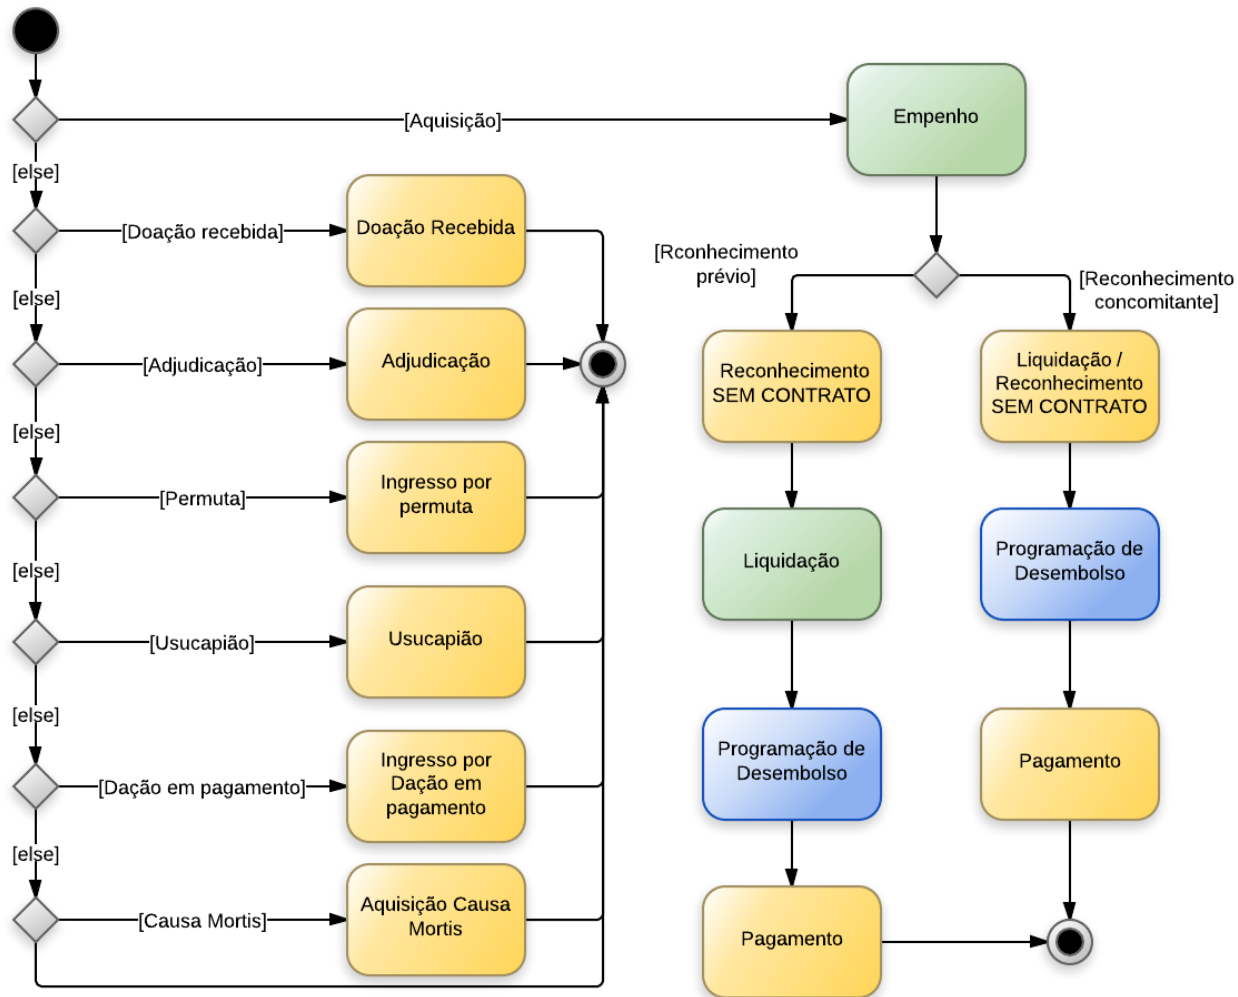 Empenho
[Aquisição]
[else]
[Doação recebida]
Doação Recebida
[Rconhecimento
prévio]
[Reconhecimento
concomitante]
[else]
[Adjudicação]
Adjudicação
Reconhecimento
SEM CONTRATO
Liquidação /
Reconhecimento
SEM CONTRATO
[else]
[Permuta]
Ingresso por
permuta
Liquidação
Programação de
Desembolso
[else]
[Usucapião]
Usucapião
[else]
[Dação em pagamento]
Ingresso por
Dação em
pagamento
Programação de
Desembolso
Pagamento
[else]
[Causa Mortis]
Aquisição Causa
Mortis
Pagamento